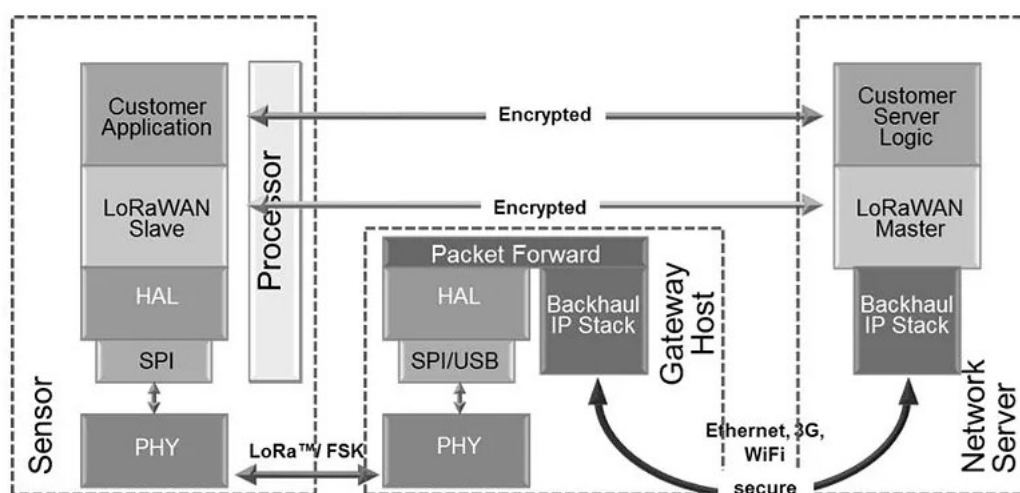 Customer
Application
LoRaWAN
Slave
HAL
SPI
PHY
Sensor
Processor
Encrypted
Encrypted
LoRa™/ FSK
Packet Forward
HAL
SPI/USB
PHY
Backhaul
IP Stack
Gateway
Host
Ethernet, 3G,
WiFi
secure
Customer
Server
Logic
LoRaWAN
Master
Backhaul
IP Stack
Network
Server